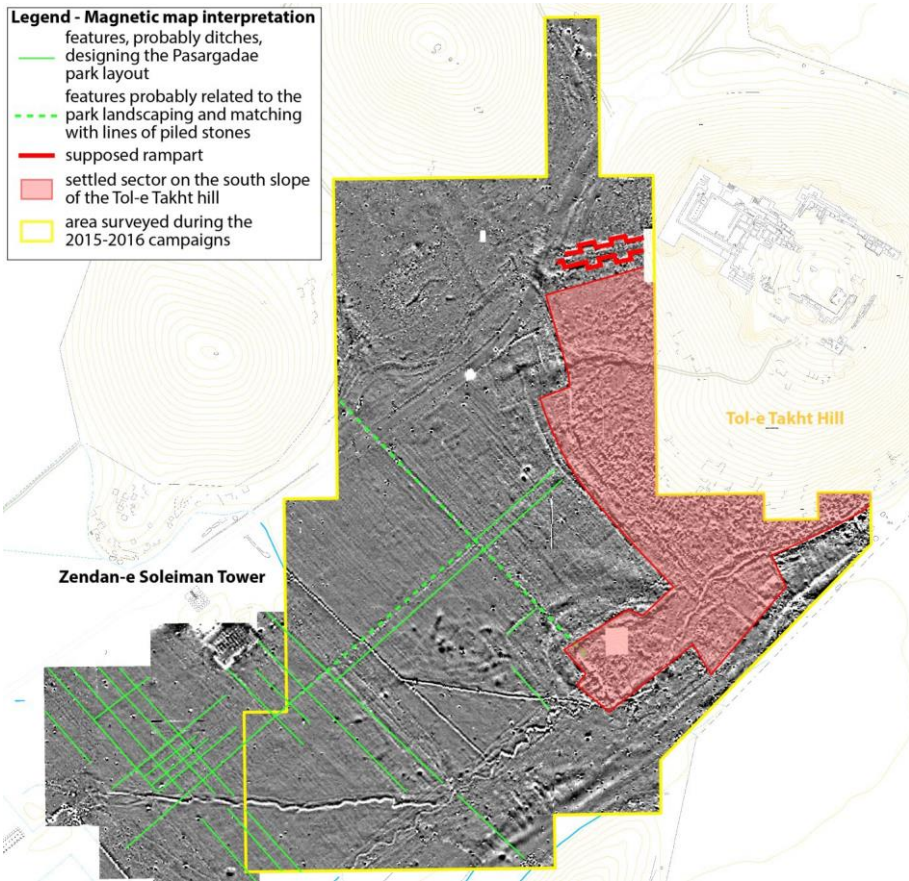 Legend - Magnetic map interpretation
features, probably ditches,
designing the Pasargadae
park layout
features probably related to the
park landscaping and matching
with lines of piled stones
supposed rampart
settled sector on the south slope
of the Tol-e Takht hill
area surveyed during the
2015-2016 campaigns
Tol-e Takht Hill
Zendan-e Soleiman Tower